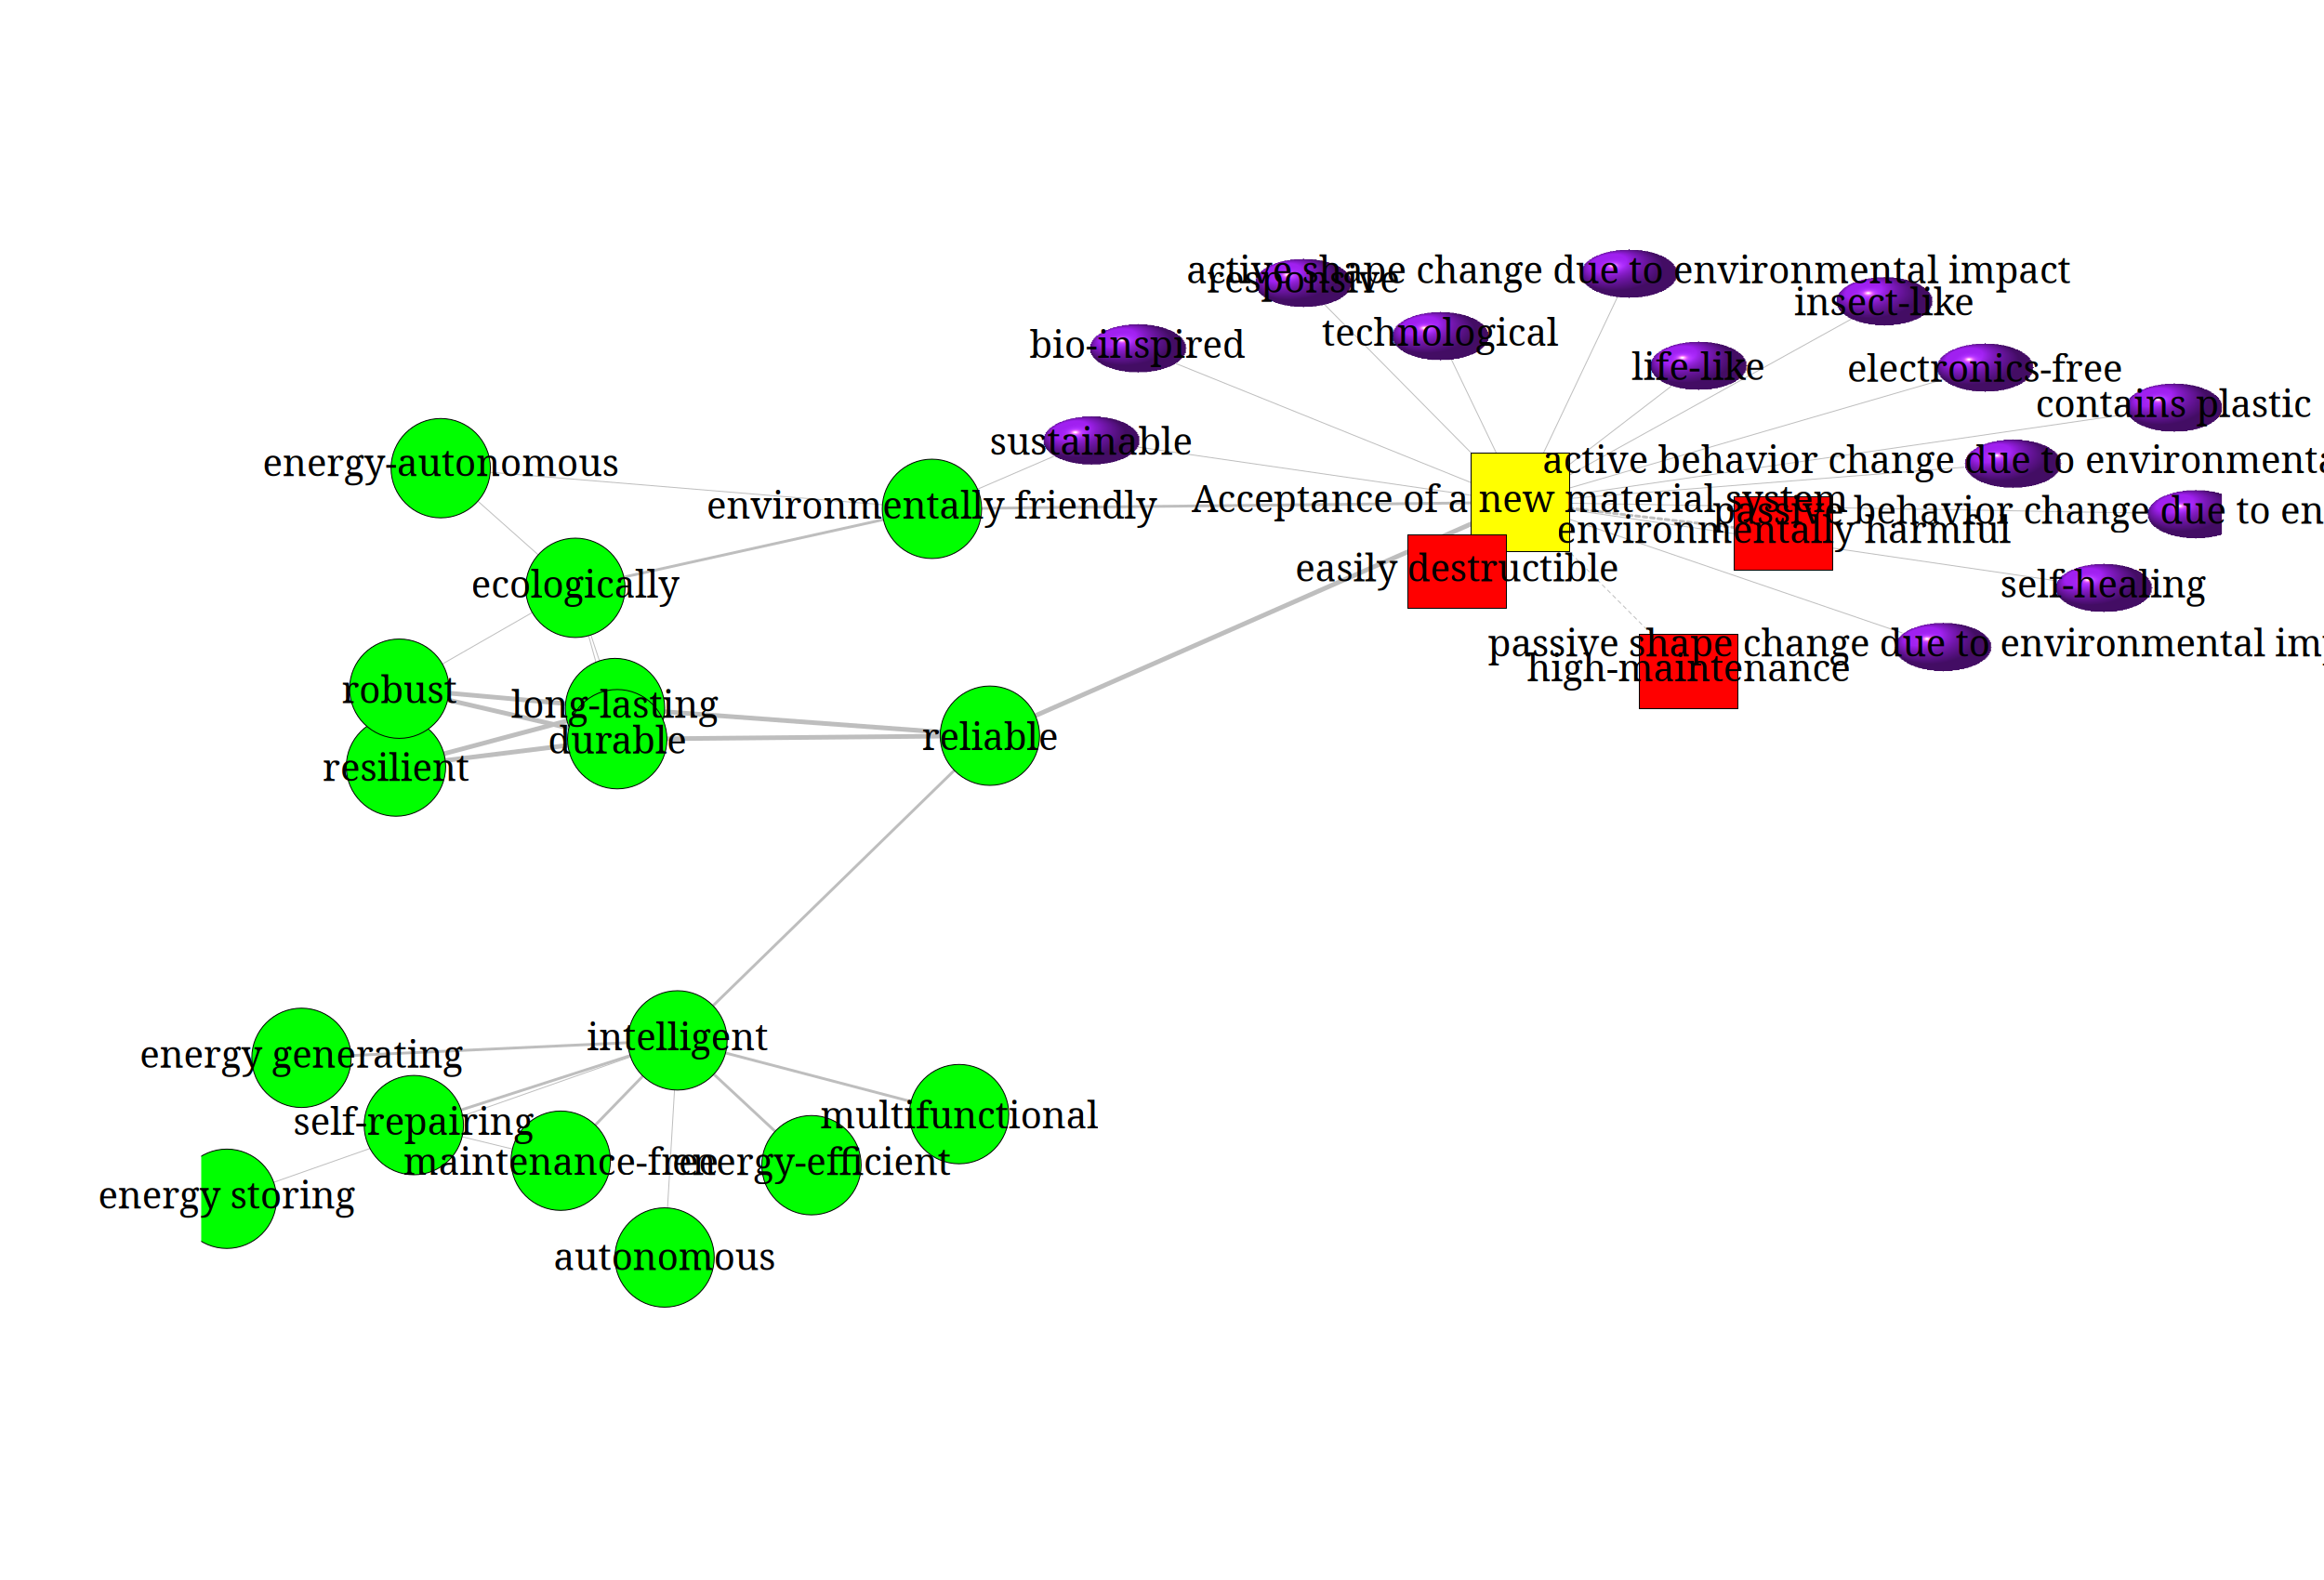 active shape change due to environmental impact
responsive
insect-like
technological
bio-inspired
life-like
electronics-free
contains plastic
sustainable
active behavior change due to
energy-autonomous
Acceptance of a new material system
environmentally friendly
passive behavior change due to
environmentally harmful
easily destructible
ecologically
self-healing
passive shape change due to environmental
high-maintenance
robust
long-lasting
durable
reliable
resilient
intelligent
energy generating
multifunctional
self-repairing
maintenance-free
energy-efficient
energy storing
autonomous